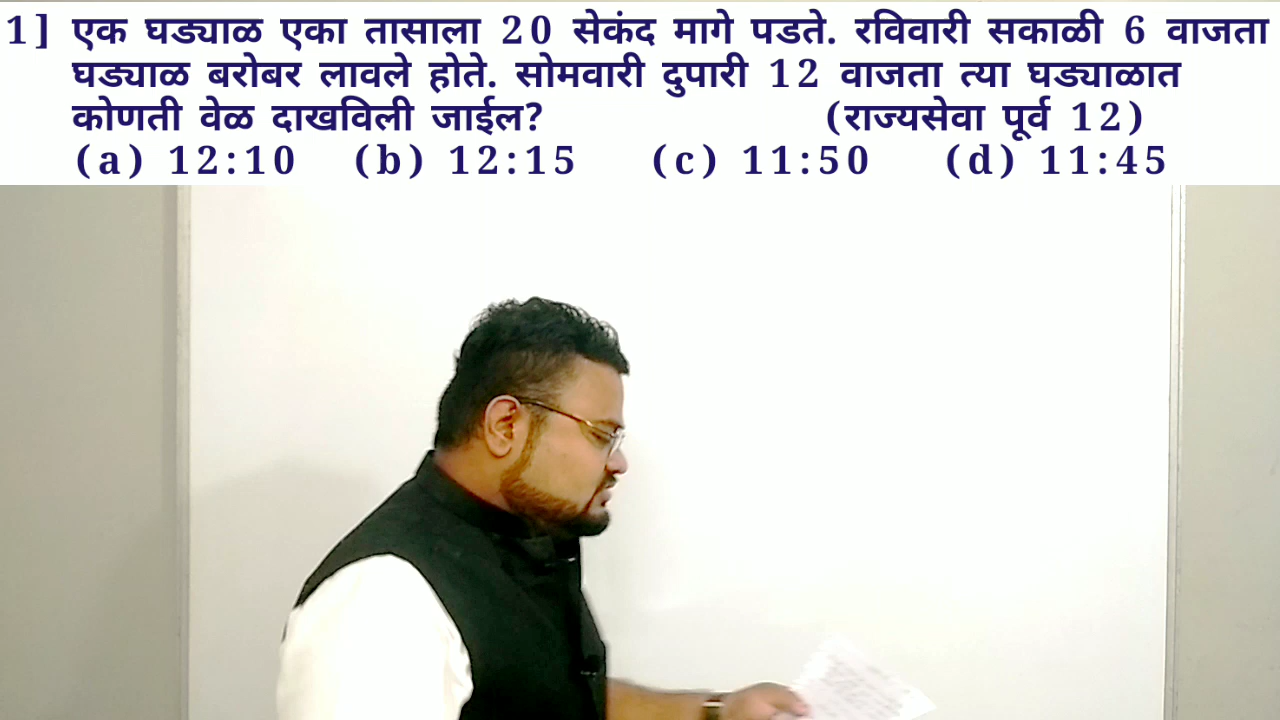 1] एक घड्याळ एका तासाला 20 सेकंद मागे पडते. रविवारी सकाळी 6 वाजता
घड्याळ बरोबर लावले होते. सोमवारी दुपारी 12 वाजता त्या घड्याळात
कोणती वेळ दाखविली जाईल? (राज्यसेवा पूर्व 12)
(a) 12:10 (b) 12:15 (c) 11:50 (d) 11:45